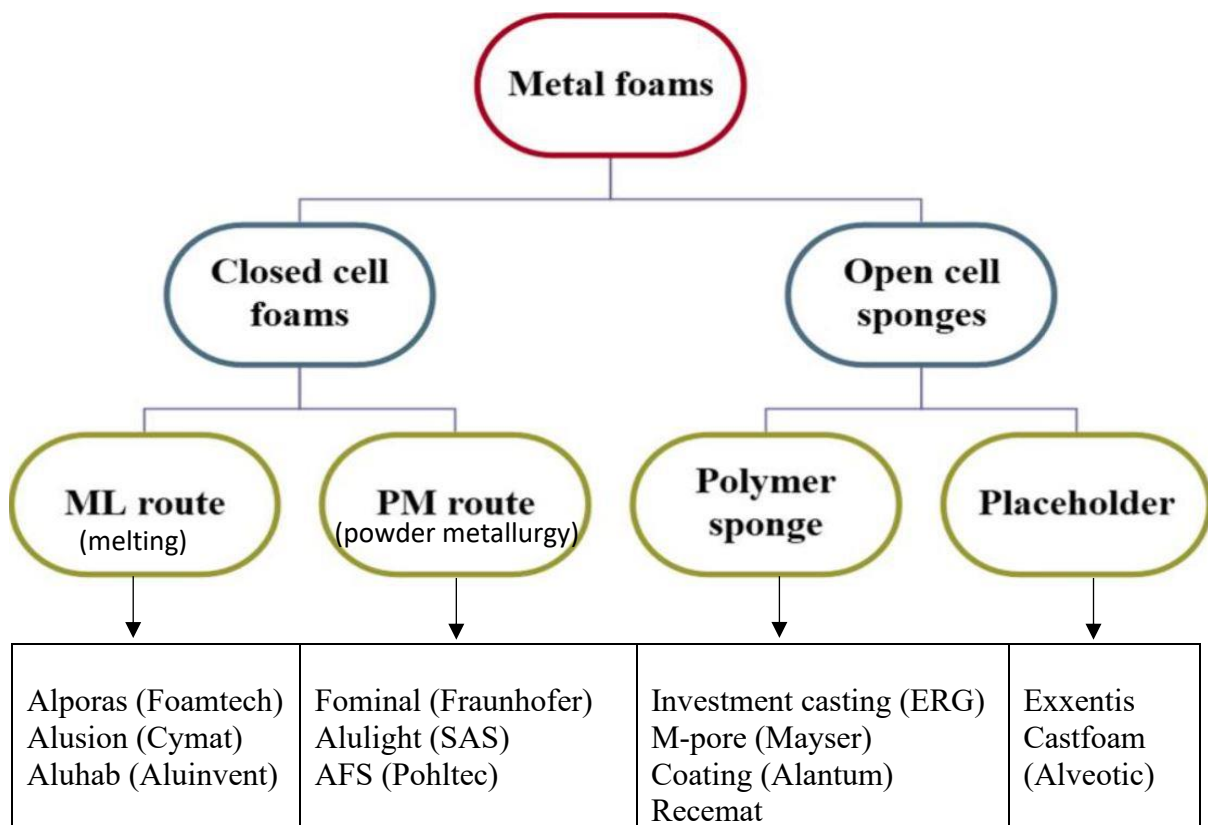 Metal foams
Closed cell
foams
Open cell
sponges
ML route
(melting)
PM route
(powder metallurgy)
Polymer
sponge
Placeholder
Alporas (Foamtech)
Alusion (Cymat)
Aluhab (Aluinvent)
Fominal (Fraunhofer)
Alulight (SAS)
AFS (Pohltec)
Investment casting (ERG)
M-pore (Mayser)
Coating (Alantum)
Recemat
Exxentis
Castfoam
(Alveotic)